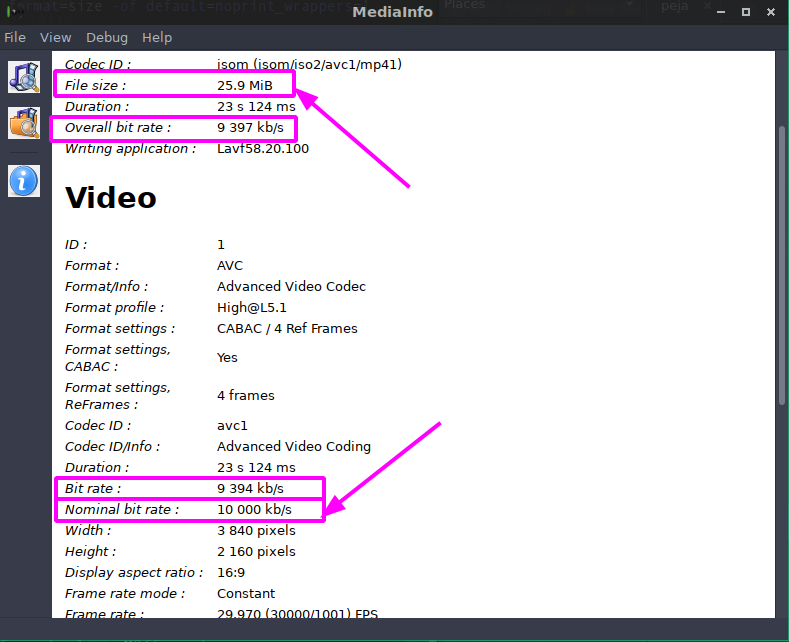 format=size -of default=noprint_wrappers
MediaInfo
Places
peja
File View Debug Help
Codec ID : isom (isom/iso2/avc1/mp41)
File size : 25.9 MiB
Duration : 23 s 124 ms
Overall bit rate : 9 397 kb/s
Writing application : Lavf58.20.100
Video
ID : 1
Format : AVC
Format/Info : Advanced Video Codec
Format profile : High@L5.1
Format settings : CABAC / 4 Ref Frames
Format settings, CABAC : Yes
Format settings, ReFrames : 4 frames
Codec ID : avc1
Codec ID/Info : Advanced Video Coding
Duration : 23 s 124 ms
Bit rate : 9 394 kb/s
Nominal bit rate : 10 000 kb/s
Width : 3 840 pixels
Height : 2 160 pixels
Display aspect ratio : 16:9
Frame rate mode : Constant
Frame rate : 29.970 (30000/1001) FPS